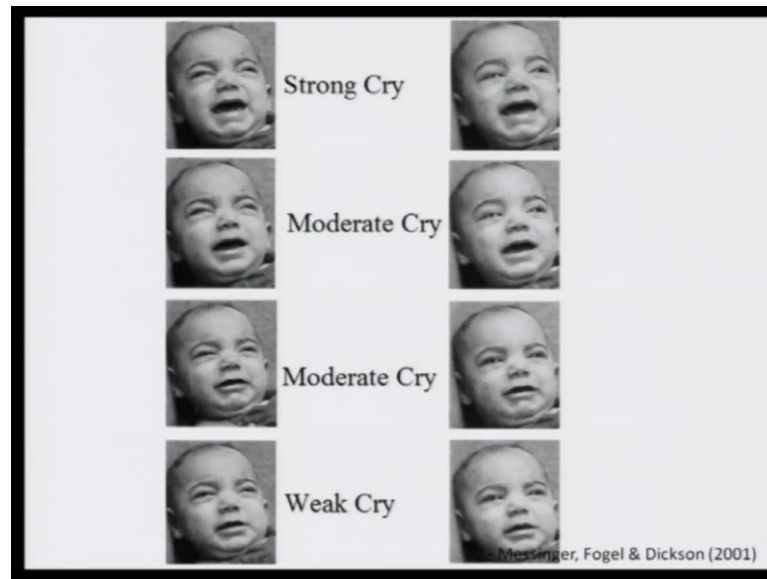 Strong Cry
Moderate Cry
Moderate Cry
Weak Cry
- Messinger, Fogel & Dickson (2001)